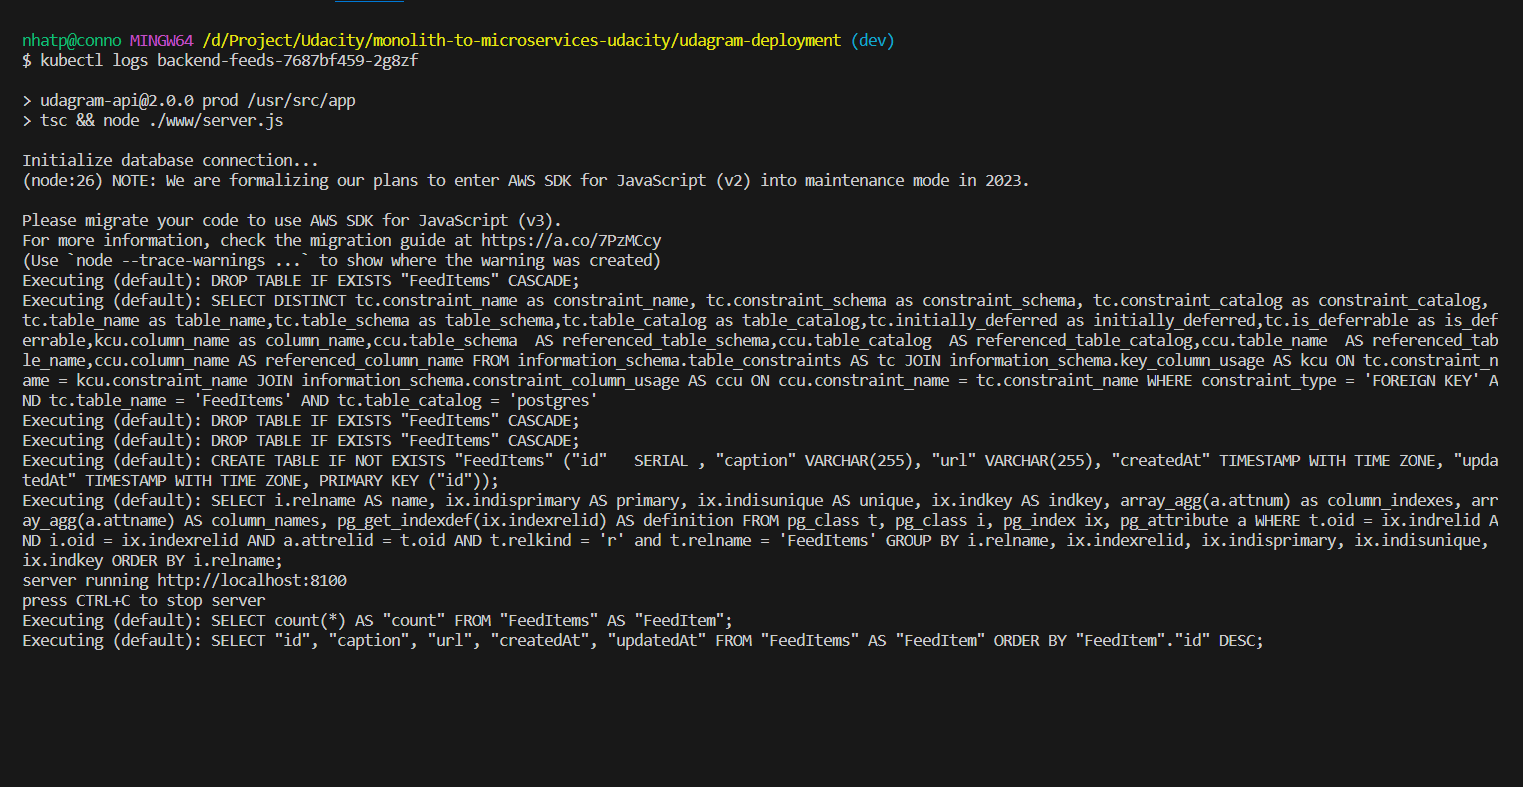 nhatp@conno MINGW64 /d/Project/Udacity/monolith-to-microservices-udacity/udagram-deployment (dev)
$ kubectl logs backend-feeds-7687bf459-2g8zf
> udagram-api@2.0.0 prod /usr/src/app
> tsc && node ./www/server.js
Initialize database connection...
(node:26) NOTE: We are formalizing our plans to enter AWS SDK for JavaScript (v2) into maintenance mode in 2023.
Please migrate your code to use AWS SDK for JavaScript (v3).
For more information, check the migration guide at https://a.co/7PzMCcy
(Use `node --trace-warnings ...` to show where the warning was created)
Executing (default): DROP TABLE IF EXISTS "FeedItems" CASCADE;
Executing (default): SELECT DISTINCT tc.constraint_name as constraint_name, tc.constraint_schema as constraint_schema, tc.constraint_catalog as constraint_catalog,
tc.table_name as table_name,tc.table_schema as table_schema,tc.table_catalog as table_catalog,tc.initially_deferred as initially_deferred,tc.is_deferrable as is_def
errable,kcu.column_name as column_name,ccu.table_schema  AS referenced_table_schema,ccu.table_catalog  AS referenced_table_catalog,ccu.table_name  AS referenced_tab
le_name,ccu.column_name AS referenced_column_name FROM information_schema.table_constraints AS tc JOIN information_schema.key_column_usage AS kcu ON tc.constraint_n
ame = kcu.constraint_name JOIN information_schema.constraint_column_usage AS ccu ON ccu.constraint_name = tc.constraint_name WHERE constraint_type = 'FOREIGN KEY' A
ND tc.table_name = 'FeedItems' AND tc.table_catalog = 'postgres'
Executing (default): DROP TABLE IF EXISTS "FeedItems" CASCADE;
Executing (default): DROP TABLE IF EXISTS "FeedItems" CASCADE;
Executing (default): CREATE TABLE IF NOT EXISTS "FeedItems" ("id"   SERIAL , "caption" VARCHAR(255), "url" VARCHAR(255), "createdAt" TIMESTAMP WITH TIME ZONE, "upda
tedAt" TIMESTAMP WITH TIME ZONE, PRIMARY KEY ("id"));
Executing (default): SELECT i.relname AS name, ix.indisprimary AS primary, ix.indisunique AS unique, ix.indkey AS indkey, array_agg(a.attnum) as column_indexes, arr
ay_agg(a.attname) AS column_names, pg_get_indexdef(ix.indexrelid) AS definition FROM pg_class t, pg_class i, pg_index ix, pg_attribute a WHERE t.oid = ix.indrelid A
ND i.oid = ix.indexrelid AND a.attrelid = t.oid AND t.relkind = 'r' and t.relname = 'FeedItems' GROUP BY i.relname, ix.indexrelid, ix.indisprimary, ix.indisunique,
ix.indkey ORDER BY i.relname;
server running http://localhost:8100
press CTRL+C to stop server
Executing (default): SELECT count(*) AS "count" FROM "FeedItems" AS "FeedItem";
Executing (default): SELECT "id", "caption", "url", "createdAt", "updatedAt" FROM "FeedItems" AS "FeedItem" ORDER BY "FeedItem"."id" DESC;